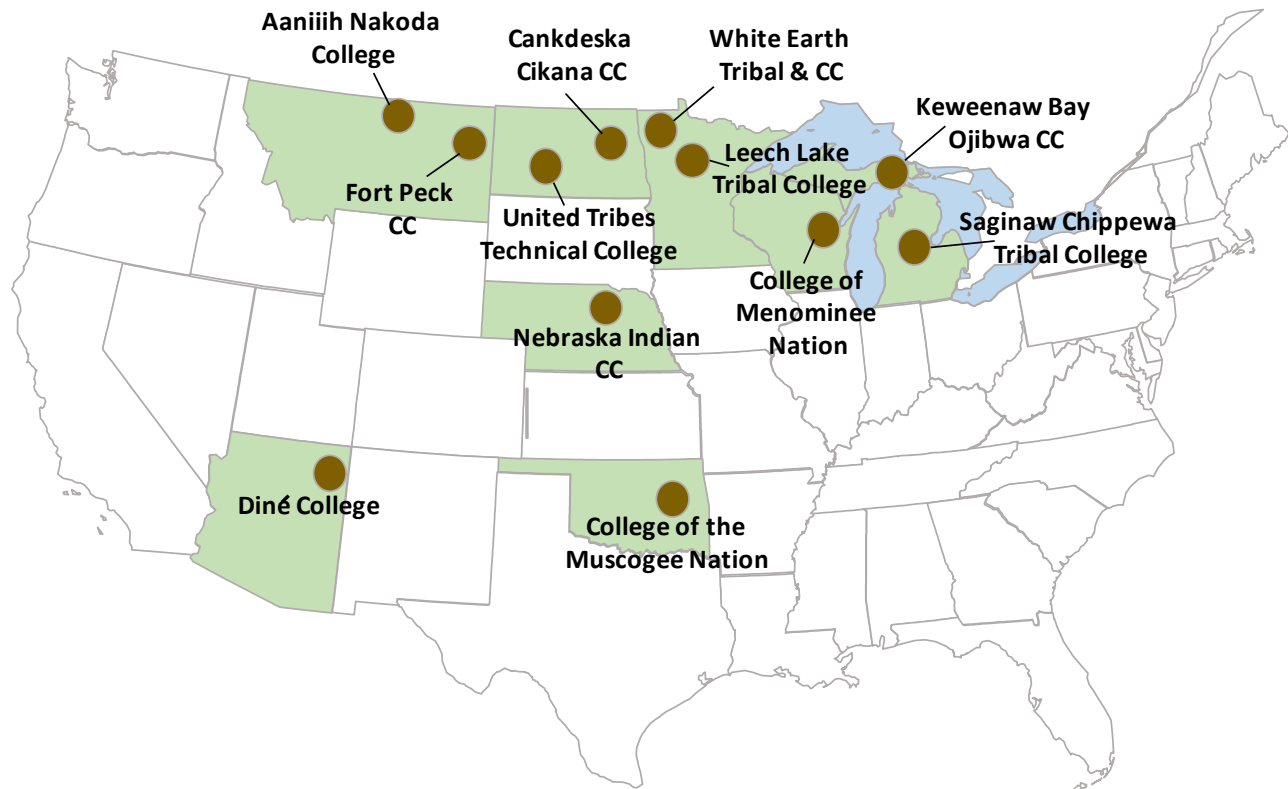 Aaniiih Nakoda
College
Cankdeska
Cikana CC
White Earth
Tribal & CC
Keweenaw Bay
Ojibwa CC
Leech Lake
Tribal College
Fort Peck
CC
United Tribes
Technical College
Saginaw Chippewa
Tribal College
College of
Menominee
Nation
Nebraska Indian
CC
Diné College
College of the
Muscogee Nation